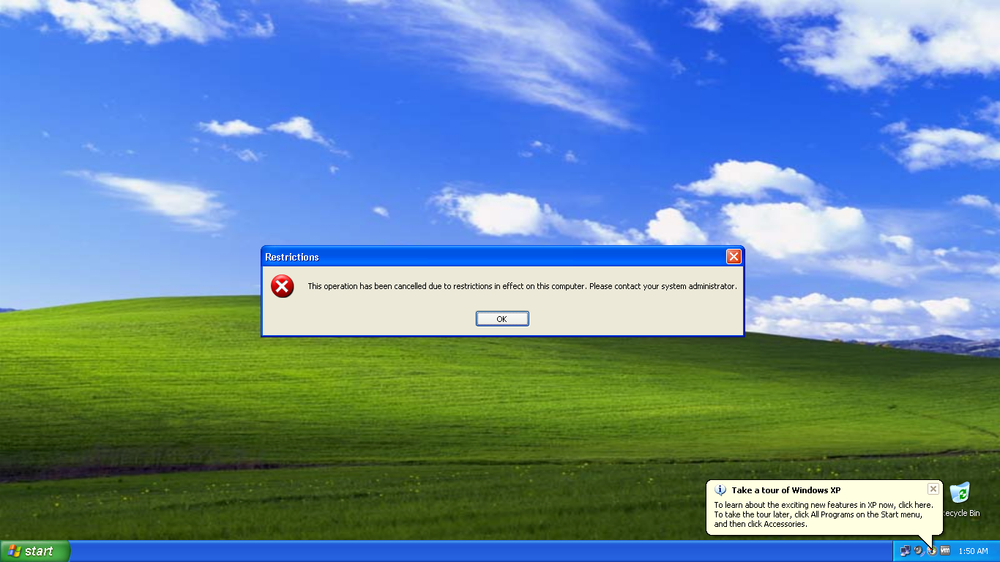 Restrictions
This operation has been cancelled due to restrictions in effect on this computer. Please contact your system administrator.
OK
Take a tour of Windows XP
To learn about the exciting new features in XP now, click here.
To take the tour later, click All Programs on the Start menu,
and then click Accessories.
ecycle Bin
start
vm
1:50 AM